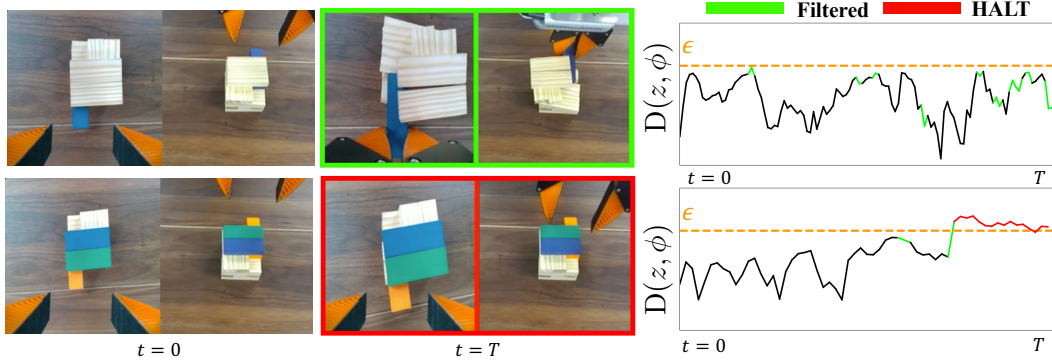 Filtered HALT
ϵ
D(z, ϕ)
t = 0 T
ϵ
D(z, ϕ)
t = 0 T
t = 0 t = T